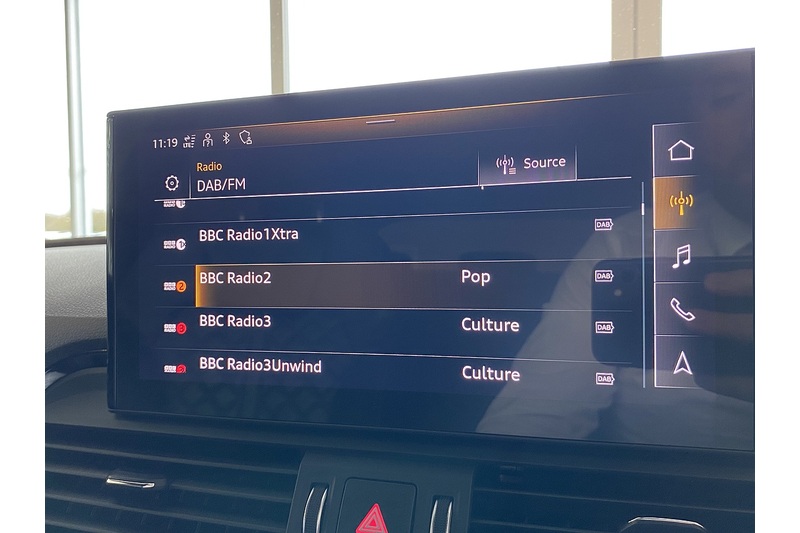 11:19 LTE
Radio
DAB/FM
Source
BBC Radio1Xtra DAB
BBC Radio2 Pop DAB
BBC Radio3 Culture DAB
BBC Radio3Unwind Culture DAB